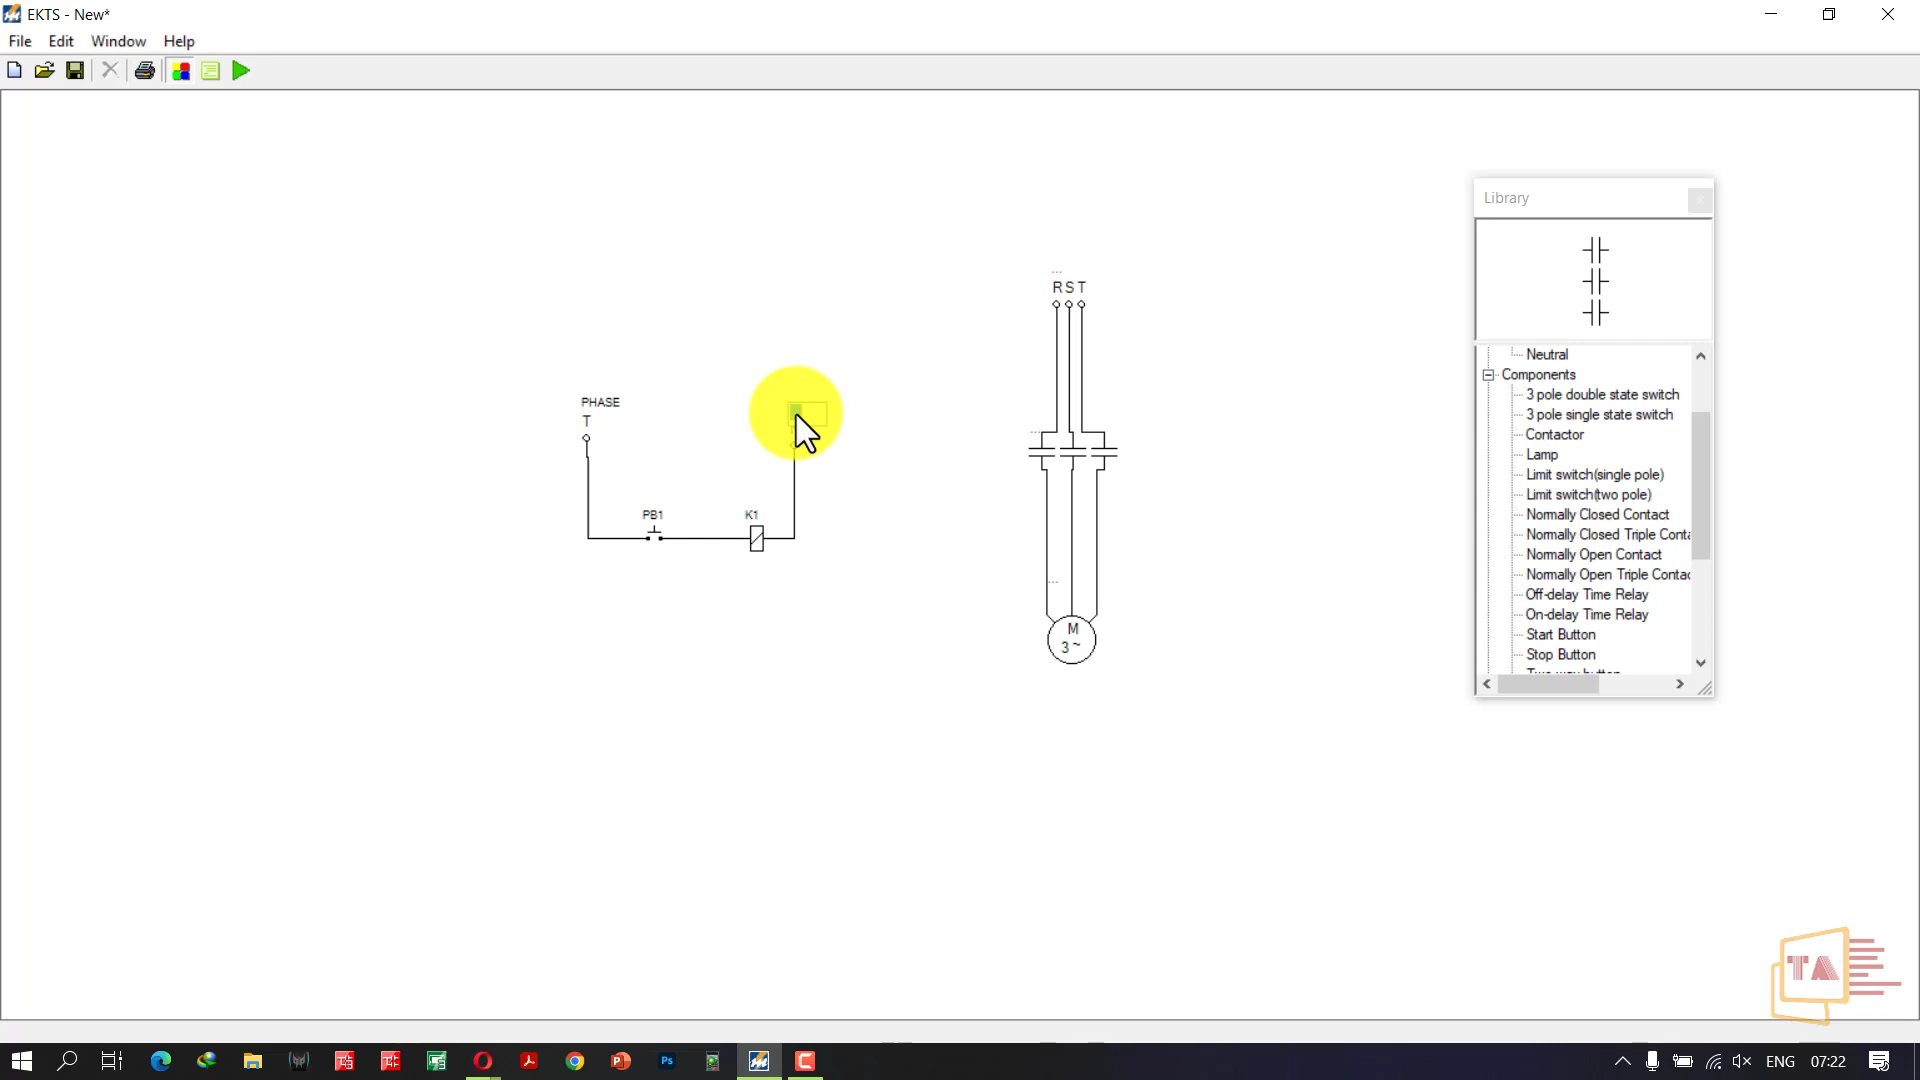 EKTS - New*
File Edit Window Help
Library
R S T
Neutral
Components
3 pole double state switch
3 pole single state switch
Contactor
Lamp
Limit switch(single pole)
Limit switch(two pole)
Normally Closed Contact
Normally Closed Triple Conta
Normally Open Contact
Normally Open Triple Contac
Off-delay Time Relay
On-delay Time Relay
Start Button
Stop Button
PHASE
T
PB1
K1
M
3 ~
TA
Ps
ENG 07:22